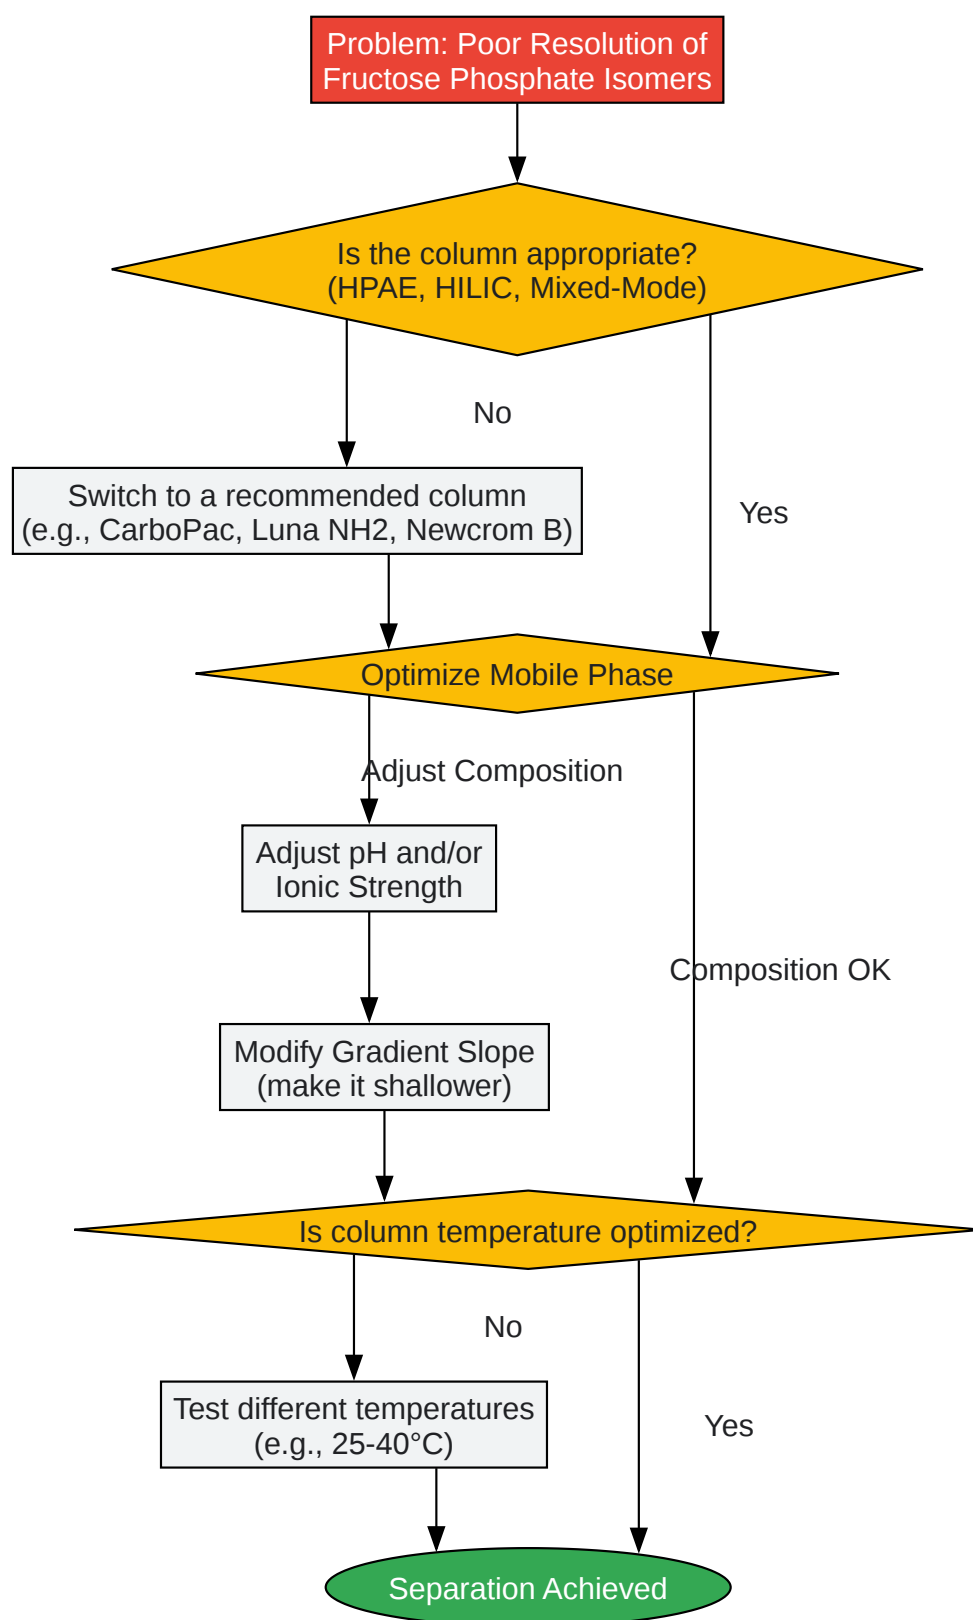 Problem: Poor Resolution of
Fructose Phosphate Isomers
Is the column appropriate?
(HPAE, HILIC, Mixed-Mode)
No
Switch to a recommended column
(e.g., CarboPac, Luna NH2, Newcrom B)
Yes
Optimize Mobile Phase
Adjust Composition
Adjust pH and/or
Ionic Strength
Composition OK
Modify Gradient Slope
(make it shallower)
Is column temperature optimized?
No
Test different temperatures
(e.g., 25-40°C)
Yes
Separation Achieved